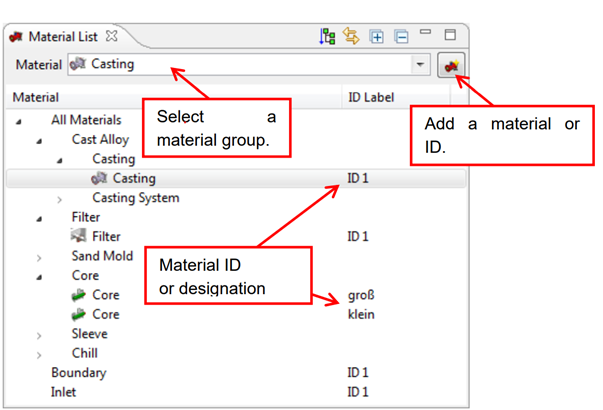 Material List
Material Casting
Material ID Label
Select a
material group.
Add a material or
ID.
All Materials
Cast Alloy
Casting
Casting ID 1
Casting System
Filter
Filter ID 1
Sand Mold
Material ID
or designation
Core
Core groß
Core klein
Sleeve
Chill
Boundary ID 1
Inlet ID 1